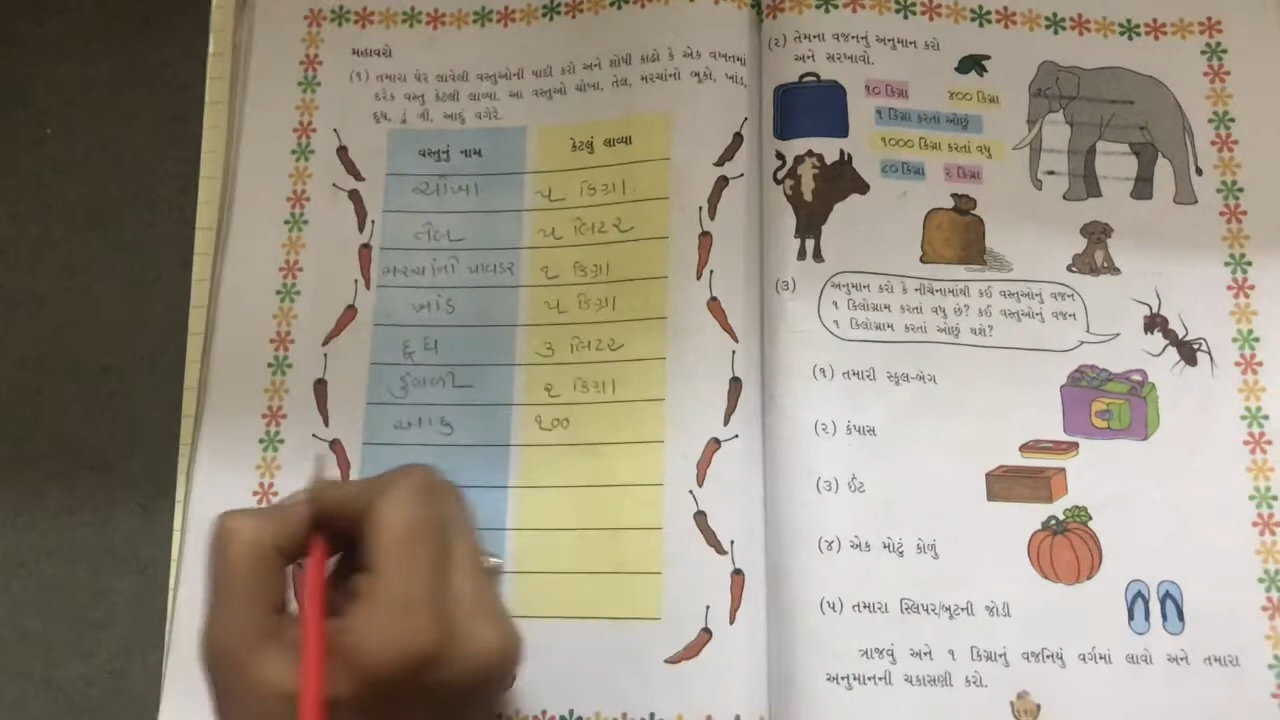 મહાવરો
(૧) તમારા ઘેર લાવેલી વસ્તુઓની યાદી કરો અને શોધી કાઢો કે એક વખતમાં
દરેક વસ્તુ કેટલી લાવ્યા. આ વસ્તુઓ ચોખા, તેલ, મરચાંનો ભુકો, ખાંડ,
દૂધ, ડુંગળી, આદુ વગેરે.
વસ્તુનું નામ કેટલું લાવ્યા
ચોખા ૫ કિગ્રા.
તેલ ૫ લિટર
મરચાંનો પાવડર ૧ કિગ્રા
ખાંડ ૫ કિગ્રા
દૂધ ૩ લિટર
ડુંગળી ૨ કિગ્રા
આદુ ૧૦૦
(૨) તેમના વજનનું અનુમાન કરો
અને સરખાવો.
૧૦ કિગ્રા ૪૦૦ કિગ્રા
૧ કિગ્રા કરતાં ઓછું
૧૦૦૦ કિગ્રા કરતાં વધુ
૮૦ કિગ્રા ૨ કિગ્રા
(૩) અનુમાન કરો કે નીચેનામાંથી કઈ વસ્તુઓનું વજન
૧ કિલોગ્રામ કરતાં વધુ છે? કઈ વસ્તુઓનું વજન
૧ કિલોગ્રામ કરતાં ઓછું થશે?
(૧) તમારી સ્કૂલ-બૅગ
(૨) કંપાસ
(૩) ઈંટ
(૪) એક મોટું કોળું
(૫) તમારા સ્લિપર/બૂટની જોડી
ત્રાજવું અને ૧ કિગ્રાનું વજનિયું વર્ગમાં લાવો અને તમારા
અનુમાનની ચકાસણી કરો.